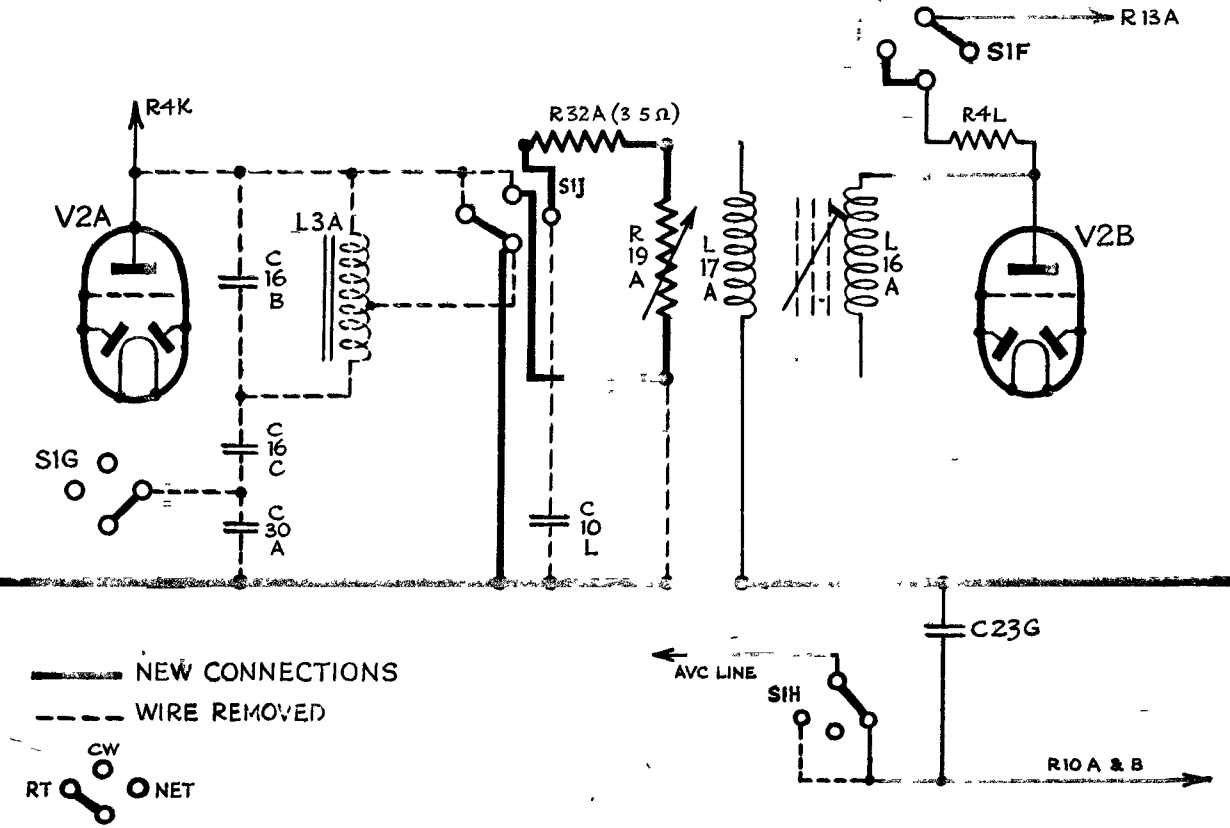 R13A
S1F
R4K
R32A (3 5 Ω)
R4L
S1J
V2A
L3A
C
16
B
R
19
A
L
17
A
L
16
A
V2B
C
16
C
S1G
C
30
A
C
10
L
C23G
NEW CONNECTIONS
AVC LINE
S1H
WIRE REMOVED
CW
RT
NET
R10 A & B